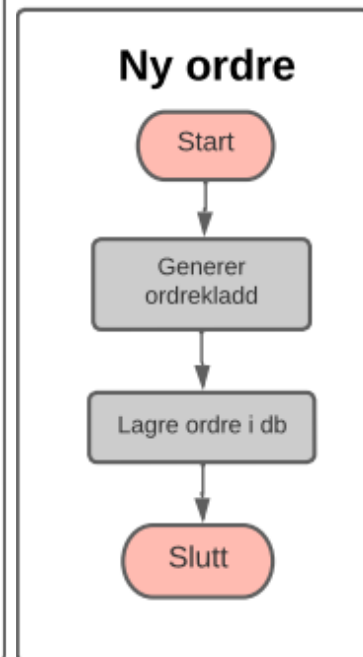 Ny ordre
Start
Generer
ordrekladd
Lagre ordre i db
Slutt